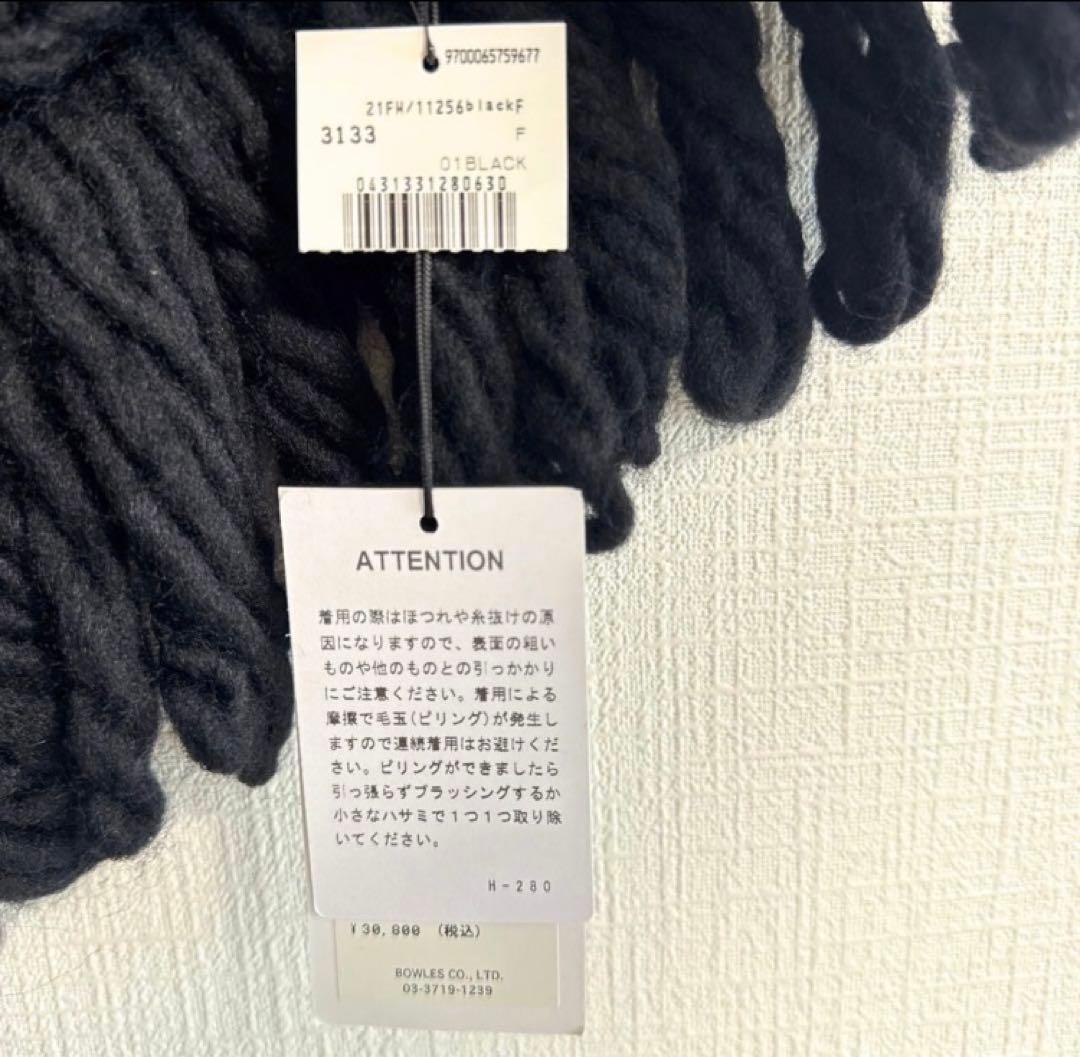 9700065759677
21FW/11256blackF
3133 F
01BLACK
0431331280630
ATTENTION
着用の際はほつれや糸抜けの原
因になりますので、表面の粗い
ものや他のものとの引っかかり
にご注意ください。着用による
摩擦で毛玉(ピリング)が発生し
ますので連続着用はお避けくだ
さい。ピリングができましたら
引っ張らずブラッシングするか
小さなハサミで1つ1つ取り除
いてください。
H-280
¥30,800 (税込)
BOWLES CO., LTD.
03-3719-1239